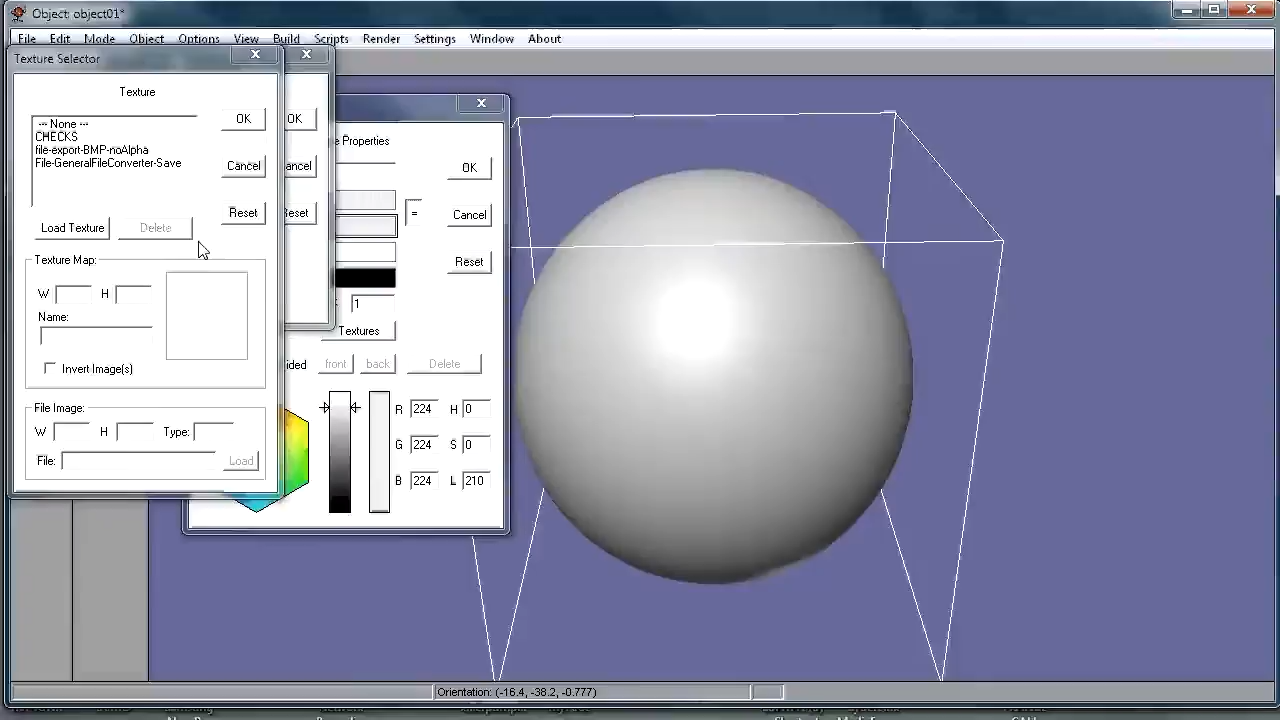 Object: object01*
File Edit Mode Object Options View Build Scripts Render Settings Window About
Texture Selector
Texture
--- None ---
CHECKS
file-export-BMP-noAlpha
File-GeneralFileConverter-Save
OK
Cancel
Reset
Load Texture
Delete
Texture Map:
W
H
Name:
Invert Image(s)
File Image:
W
H
Type:
File:
Load
OK
ancel
Reset
e Properties
=
OK
Cancel
Reset
1
Textures
ided
front
back
Delete
R 224 H 0
G 224 S 0
B 224 L 210
Orientation: (-16.4, -38.2, -0.777)